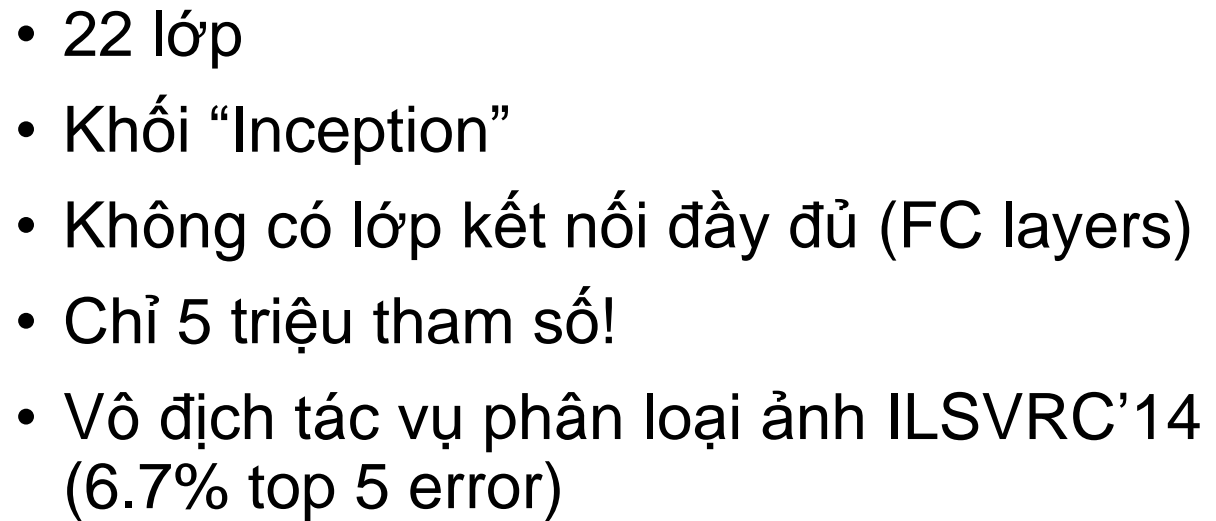 • 22 lớp
• Khối “Inception”
• Không có lớp kết nối đầy đủ (FC layers)
• Chỉ 5 triệu tham số!
• Vô địch tác vụ phân loại ảnh ILSVRC’14
(6.7% top 5 error)